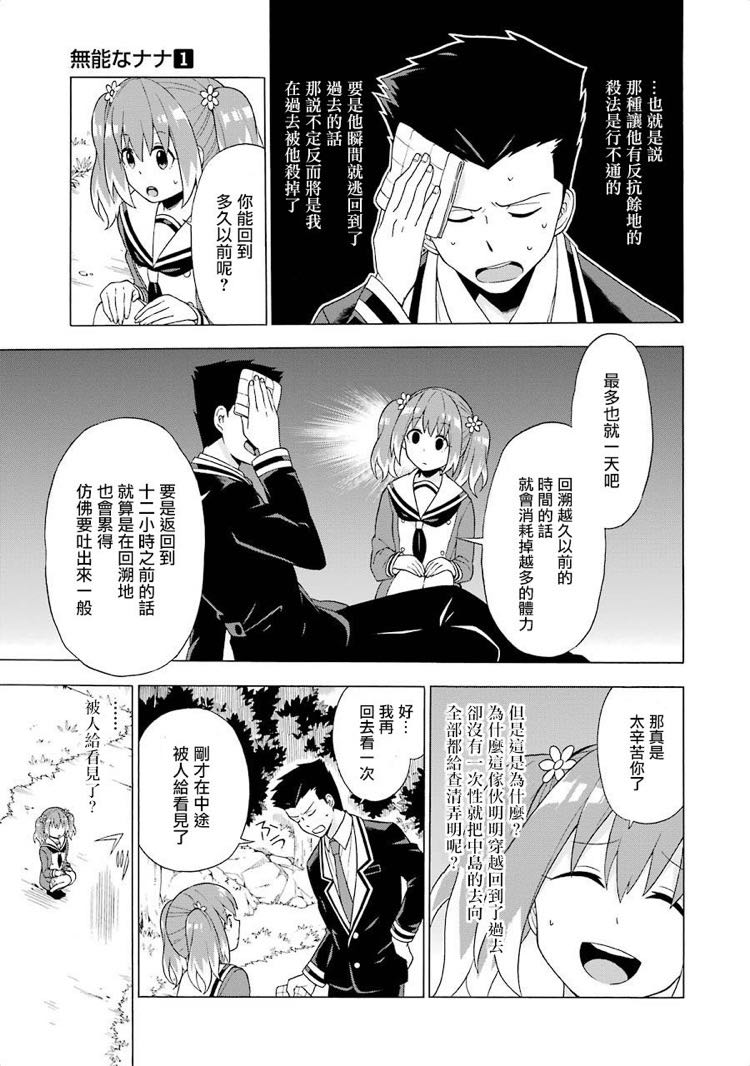 無能なナナ1
…也就是說
那種讓他有反抗餘地的
殺法是行不通的
要是他瞬間就逃回到了
過去的話
那說不定反而將是我
在過去被他殺掉了
你能回到
多久以前呢?
最多也就一天吧
回溯越久以前的
時間的話
就會消耗掉越多的體力
要是返回到
十二小時之前的話
就算是在回溯地
也會累得
仿佛要吐出來一般
那真是
太辛苦你了
但是這是為什麼?
為什麼這傢伙明明穿越回到了過去
卻沒有一次性就把中島的去向
全部都給查清弄明呢?
好…
我再
回去看一次
剛才在中途
被人給看見了
ふぅ
……
被人給看見了?